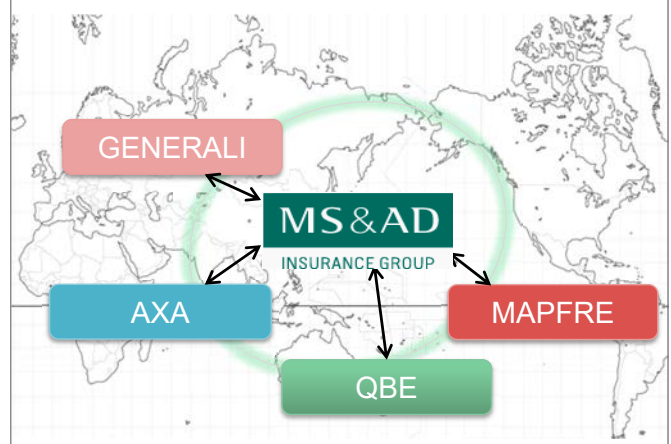 GENERALI
MS&AD
INSURANCE GROUP
AXA
MAPFRE
QBE